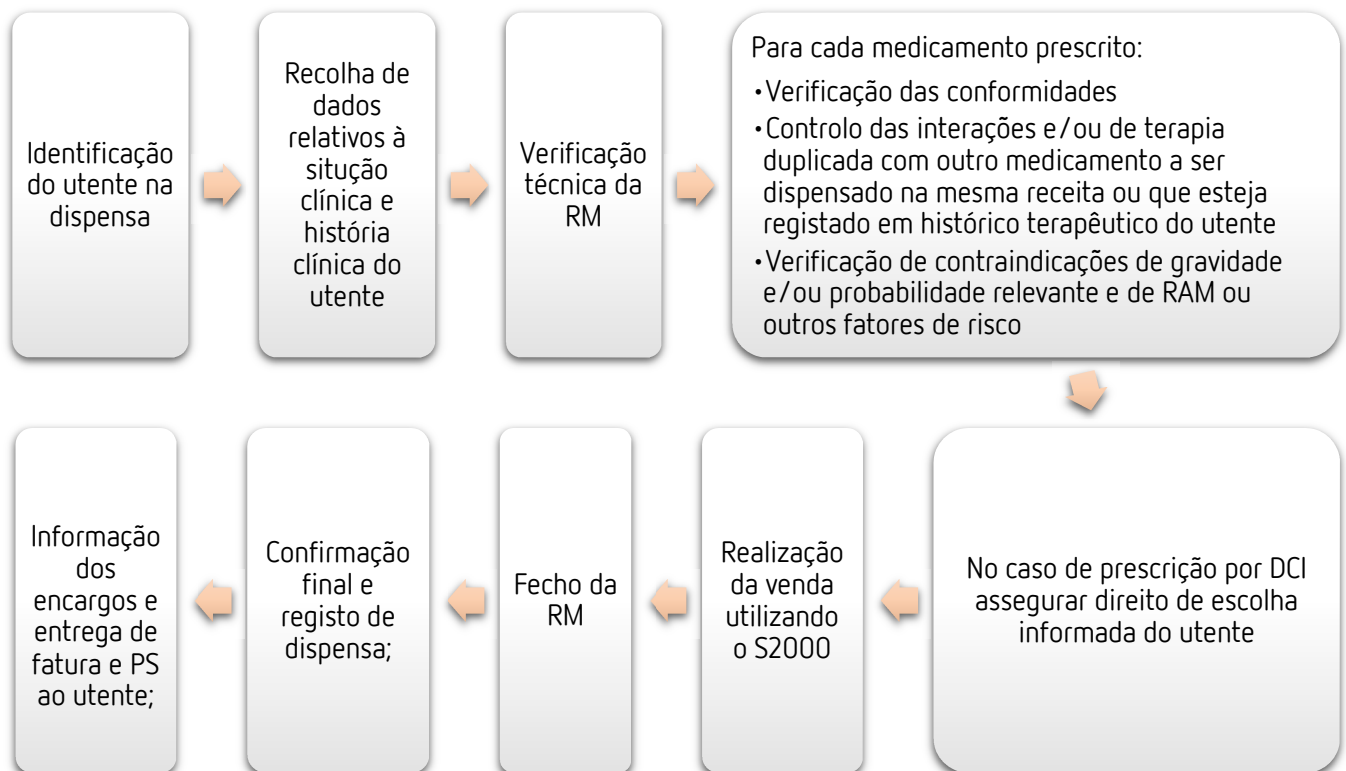 Identificação
do utente na
dispensa
Recolha de
dados
relativos à
situção
clínica e
história
clínica do
utente
Verificação
técnica da
RM
Para cada medicamento prescrito:
•Verificação das conformidades
•Controlo das interações e/ou de terapia
duplicada com outro medicamento a ser
dispensado na mesma receita ou que esteja
registado em histórico terapêutico do utente
•Verificação de contraindicações de gravidade
e/ou probabilidade relevante e de RAM ou
outros fatores de risco
No caso de prescrição por DCI
assegurar direito de escolha
informada do utente
Realização
da venda
utilizando
o S2000
Fecho da
RM
Confirmação
final e
registo de
dispensa;
Informação
dos
encargos e
entrega de
fatura e PS
ao utente;